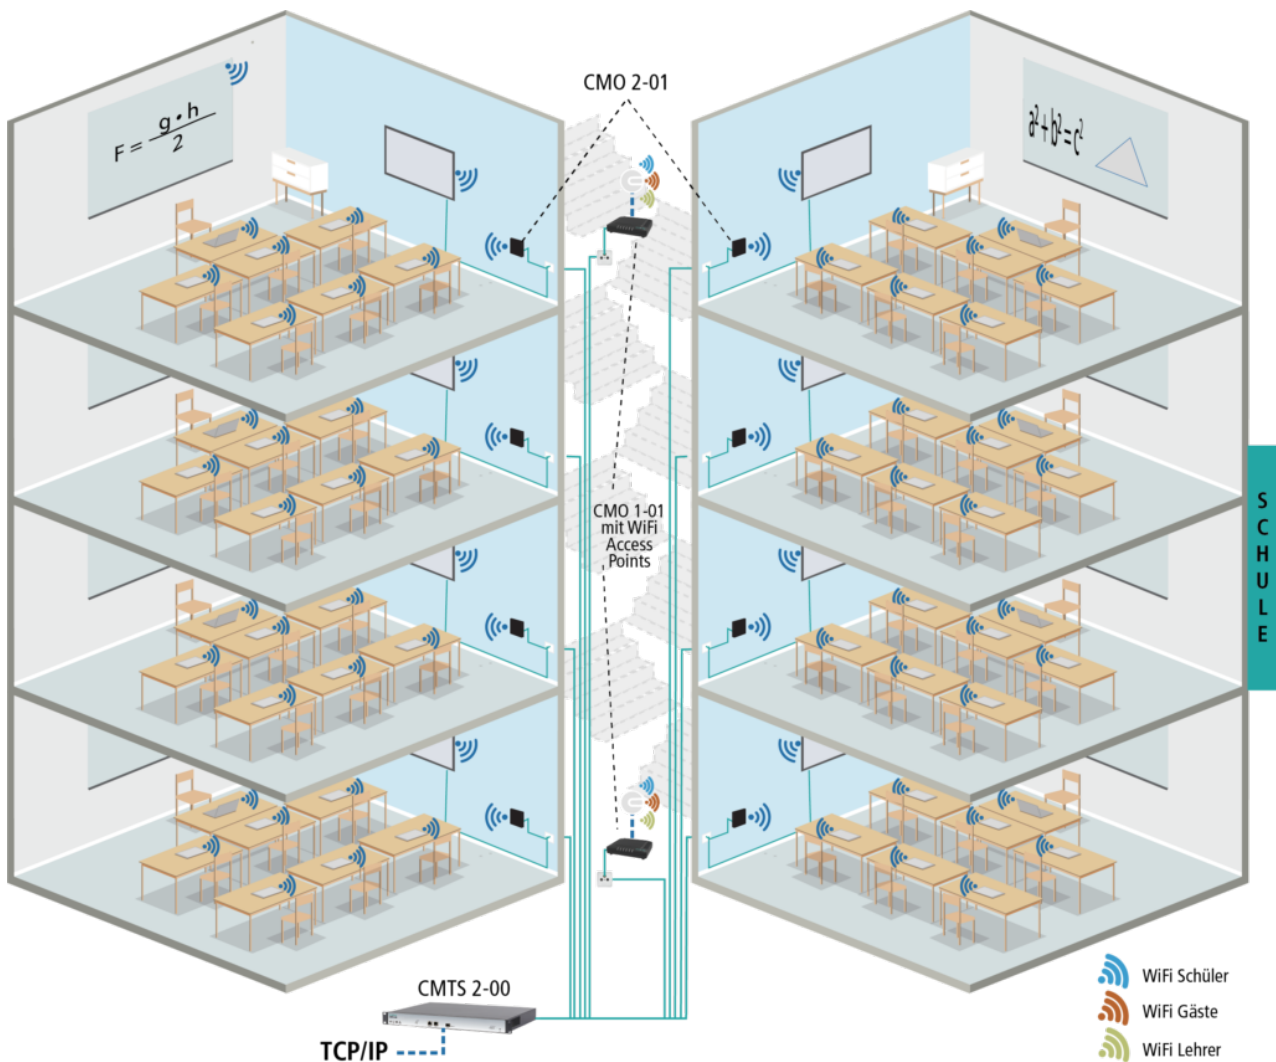 CMO 2-01
F = g • h / 2
a² + b² = c²
CMO 1-01
mit WiFi
Access
Points
SCHULE
CMTS 2-00
TCP/IP
WiFi Schüler
WiFi Gäste
WiFi Lehrer